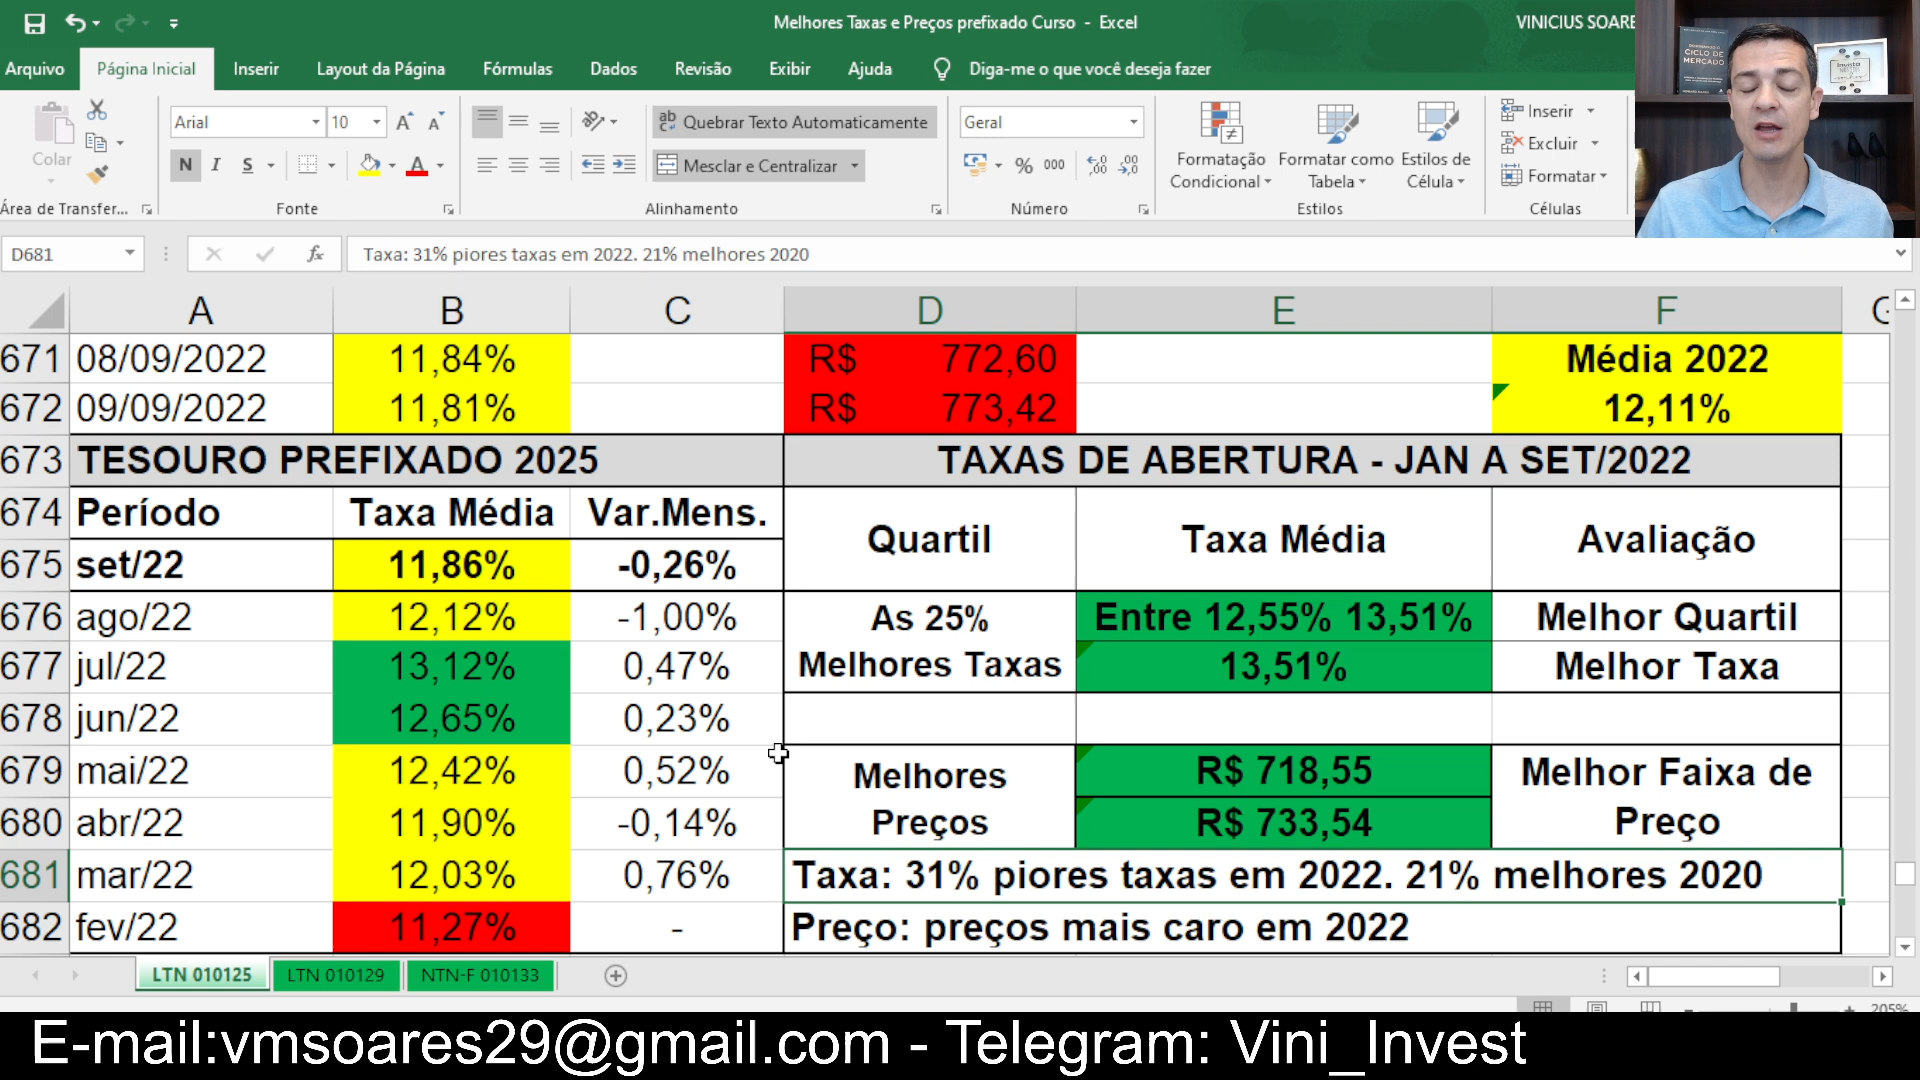 Melhores Taxas e Preços prefixado Curso - Excel
VINICIUS SOARE
Arquivo Página Inicial Inserir Layout da Página Fórmulas Dados Revisão Exibir Ajuda Diga-me o que você deseja fazer
CICLO DE
MERCADO
Colar
Arial 10
Quebrar Texto Automaticamente
Geral
N I S
Mesclar e Centralizar
% 000
Formatação Condicional
Formatar como Tabela
Estilos de Célula
Inserir
Excluir
Formatar
Área de Transfer... Fonte Alinhamento Número Estilos Células
D681 fx Taxa: 31% piores taxas em 2022. 21% melhores 2020
A B C D E F G
671 08/09/2022 11,84% R$ 772,60 Média 2022
672 09/09/2022 11,81% R$ 773,42 12,11%
673 TESOURO PREFIXADO 2025 TAXAS DE ABERTURA - JAN A SET/2022
674 Período Taxa Média Var.Mens.
Quartil Taxa Média Avaliação
675 set/22 11,86% -0,26%
676 ago/22 12,12% -1,00% As 25% Entre 12,55% 13,51% Melhor Quartil
677 jul/22 13,12% 0,47% Melhores Taxas 13,51% Melhor Taxa
678 jun/22 12,65% 0,23%
679 mai/22 12,42% 0,52% Melhores R$ 718,55 Melhor Faixa de
680 abr/22 11,90% -0,14% Preços R$ 733,54 Preço
681 mar/22 12,03% 0,76% Taxa: 31% piores taxas em 2022. 21% melhores 2020
682 fev/22 11,27% - Preço: preços mais caro em 2022
LTN 010125 LTN 010129 NTN-F 010133
205%
E-mail:vmsoares29@gmail.com - Telegram: Vini_Invest